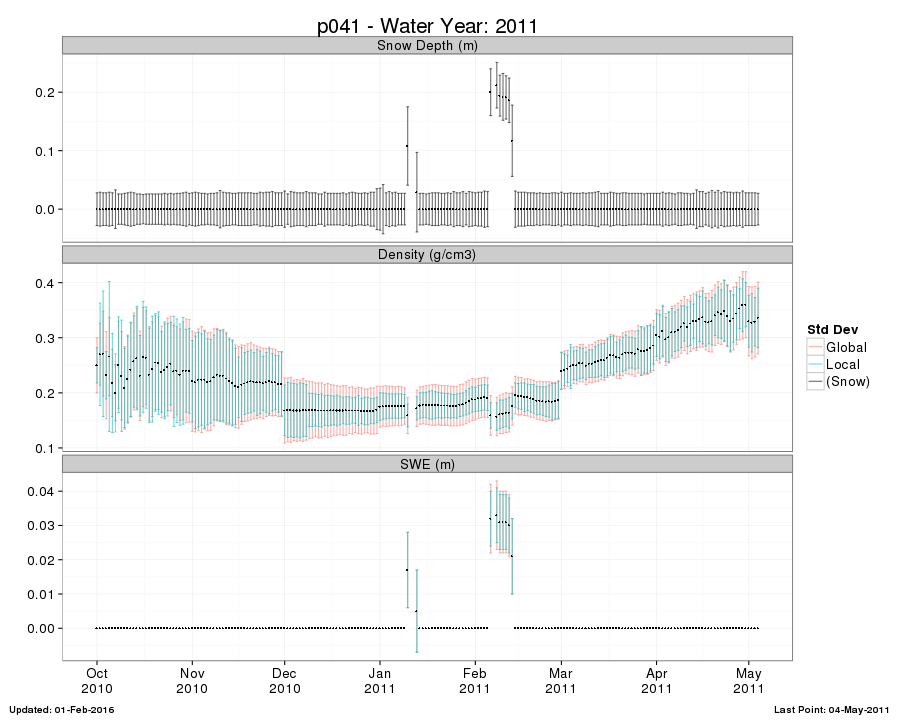 p041 - Water Year: 2011
Snow Depth (m)
0.2
0.1
0.0
Density (g/cm3)
0.4
0.3
0.2
0.1
SWE (m)
0.04
0.03
0.02
0.01
0.00
Oct Nov Dec Jan Feb Mar Apr May
2010 2010 2010 2011 2011 2011 2011 2011
Std Dev
Global
Local
(Snow)
Updated: 01-Feb-2016
Last Point: 04-May-2011